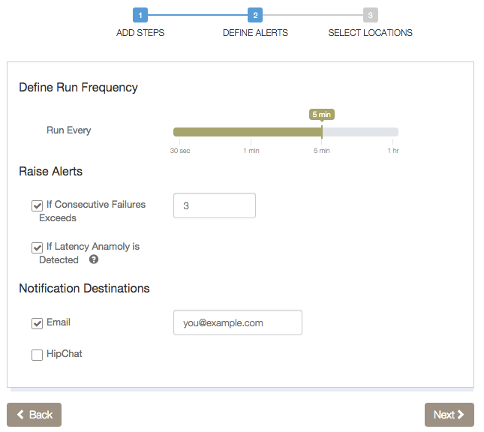 1 2 3
ADD STEPS DEFINE ALERTS SELECT LOCATIONS
Define Run Frequency
5 min
Run Every
30 sec 1 min 5 min 1 hr
Raise Alerts
If Consecutive Failures
Exceeds
3
If Latency Anamoly is
Detected ?
Notification Destinations
Email
you@example.com
HipChat
Back Next